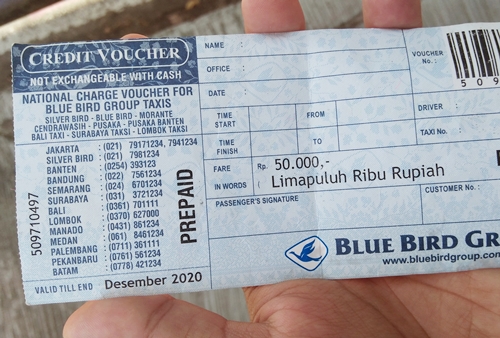 CREDIT VOUCHER
NOT EXCHANGEABLE WITH CASH
NATIONAL CHARGE VOUCHER FOR
BLUE BIRD GROUP TAXIS
SILVER BIRD - BLUE BIRD - MORANTE
CENDRAWASIH - PUSAKA - PUSAKA BANTEN
BALI TAXI - SURABAYA TAKSI - LOMBOK TAKSI
JAKARTA : (021) 79171234, 7941234
SILVER BIRD : (021) 7981234
BANTEN : (0254) 393123
BANDUNG : (022) 7561234
SEMARANG : (024) 6701234
SURABAYA : (031) 3721234
BALI : (0361) 701111
LOMBOK : (0370) 627000
MANADO : (0431) 861234
MEDAN : (061) 8461234
PALEMBANG : (0711) 361111
PEKANBARU : (0761) 561234
BATAM : (0778) 421234
PREPAID
509710497
VALID TILL END Desember 2020
NAME :
OFFICE :
DATE :
TIME START
FROM
TIME FINISH
TO
FARE Rp. 50.000,-
IN WORDS ( Limapuluh Ribu Rupiah
PASSENGER'S SIGNATURE
VOUCHER No. :
5 0 9
DRIVER :
TAXI No. :
CUSTOMER No. :
BLUE BIRD GR
www.bluebirdgroup.com